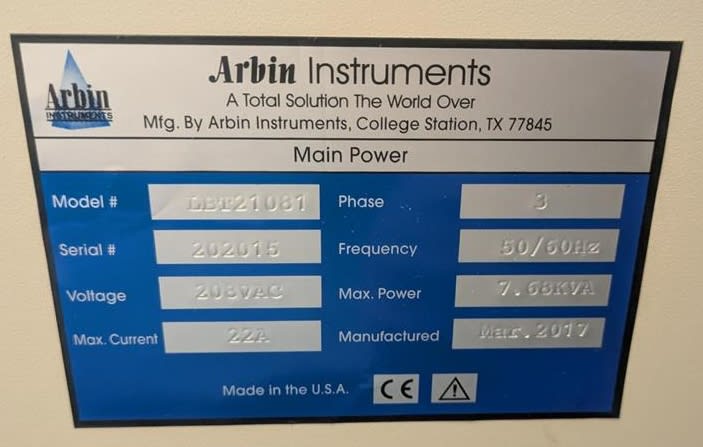 Arbin
INSTRUMENTS
Arbin Instruments
A Total Solution The World Over
Mfg. By Arbin Instruments, College Station, TX 77845
Main Power
Model # LBT21081 Phase 3
Serial # 202015 Frequency 50/60Hz
Voltage 208VAC Max. Power 7.68KVA
Max. Current 22A Manufactured Mar.2017
Made in the U.S.A. CE